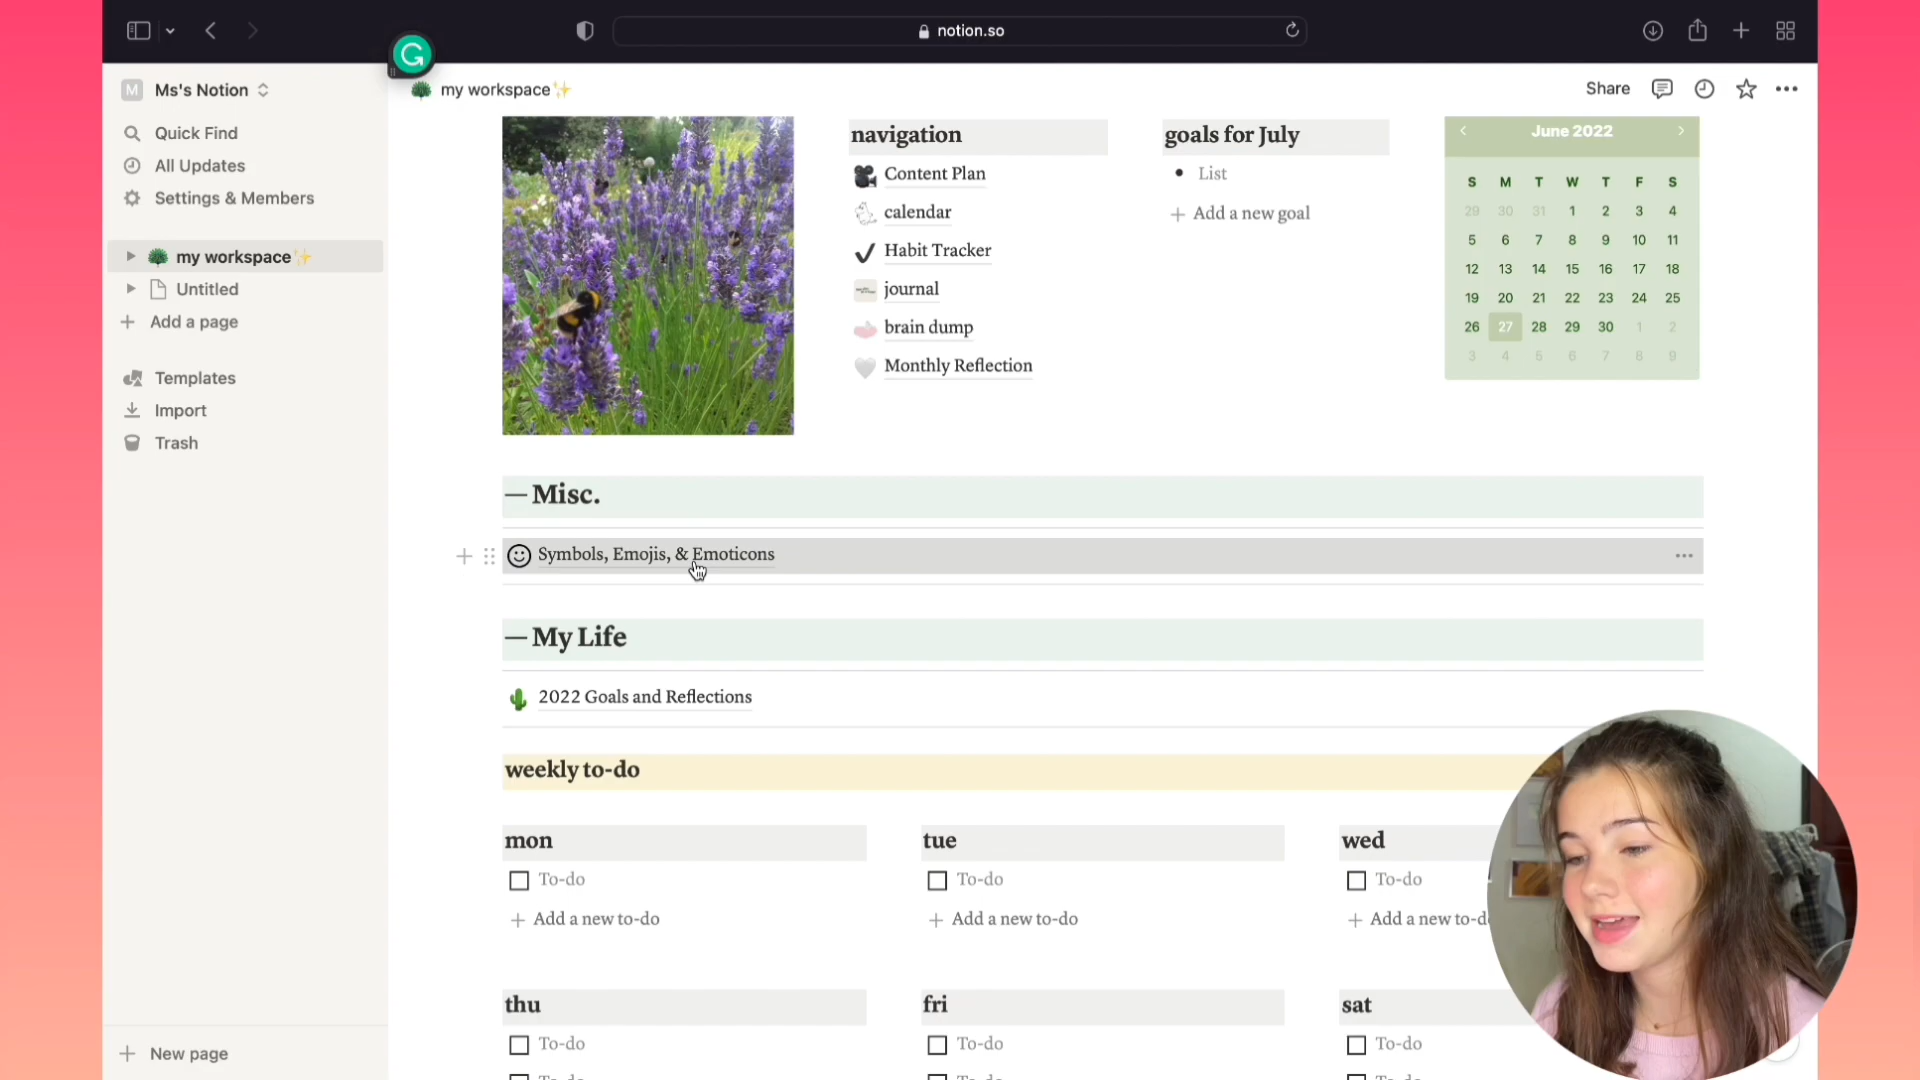 notion.so
M Ms's Notion
Quick Find
All Updates
Settings & Members
my workspace✨
Untitled
Add a page
Templates
Import
Trash
New page
my workspace✨
Share
navigation
Content Plan
calendar
Habit Tracker
journal
brain dump
Monthly Reflection
goals for July
List
Add a new goal
June 2022
S M T W T F S
29 30 31 1 2 3 4
5 6 7 8 9 10 11
12 13 14 15 16 17 18
19 20 21 22 23 24 25
26 27 28 29 30 1 2
3 4 5 6 7 8 9
— Misc.
Symbols, Emojis, & Emoticons
— My Life
2022 Goals and Reflections
weekly to-do
mon
To-do
Add a new to-do
tue
To-do
Add a new to-do
wed
To-do
Add a new to-d
thu
To-do
fri
To-do
sat
To-do